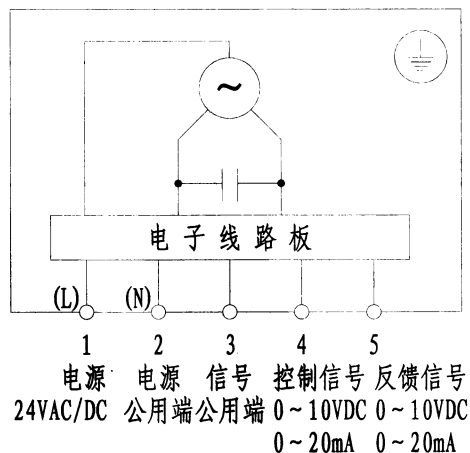 ~
电子线路板
(L) (N)
1 2 3 4 5
电源 电源 信号 控制信号 反馈信号
24VAC/DC 公用端 公用端 0～10VDC 0～10VDC
0～20mA 0～20mA